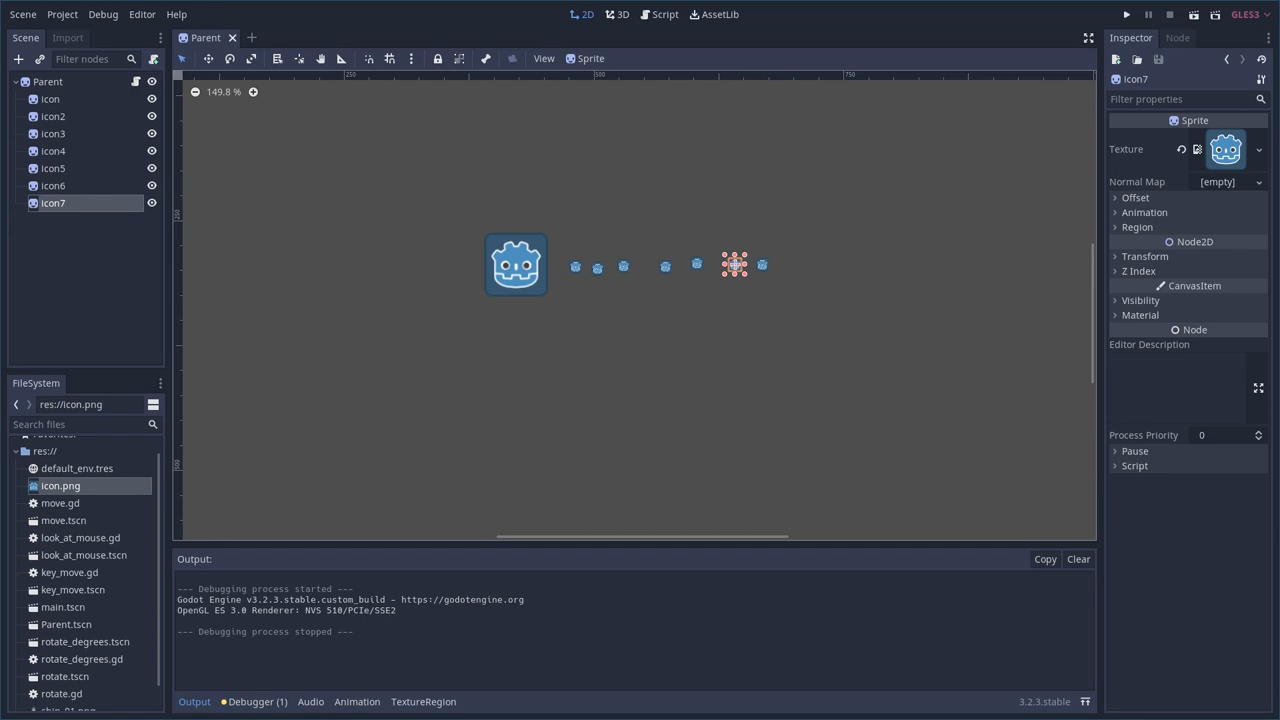 Scene Project Debug Editor Help
2D 3D Script AssetLib
GLES3
Scene Import
Filter nodes
Parent
icon
icon2
icon3
icon4
icon5
icon6
icon7
FileSystem
res://icon.png
Search files
Favorites:
res://
default_env.tres
icon.png
move.gd
move.tscn
look_at_mouse.gd
look_at_mouse.tscn
key_move.gd
key_move.tscn
main.tscn
Parent.tscn
rotate_degrees.tscn
rotate_degrees.gd
rotate.tscn
rotate.gd
ship_01.png
Parent
View Sprite
250 500 750
149.8 %
250
500
Output: Copy Clear
--- Debugging process started ---
Godot Engine v3.2.3.stable.custom_build - https://godotengine.org
OpenGL ES 3.0 Renderer: NVS 510/PCIe/SSE2
--- Debugging process stopped ---
Output Debugger (1) Audio Animation TextureRegion 3.2.3.stable
Inspector Node
icon7
Filter properties
Sprite
Texture
Normal Map [empty]
Offset
Animation
Region
Node2D
Transform
Z Index
CanvasItem
Visibility
Material
Node
Editor Description
Process Priority 0
Pause
Script